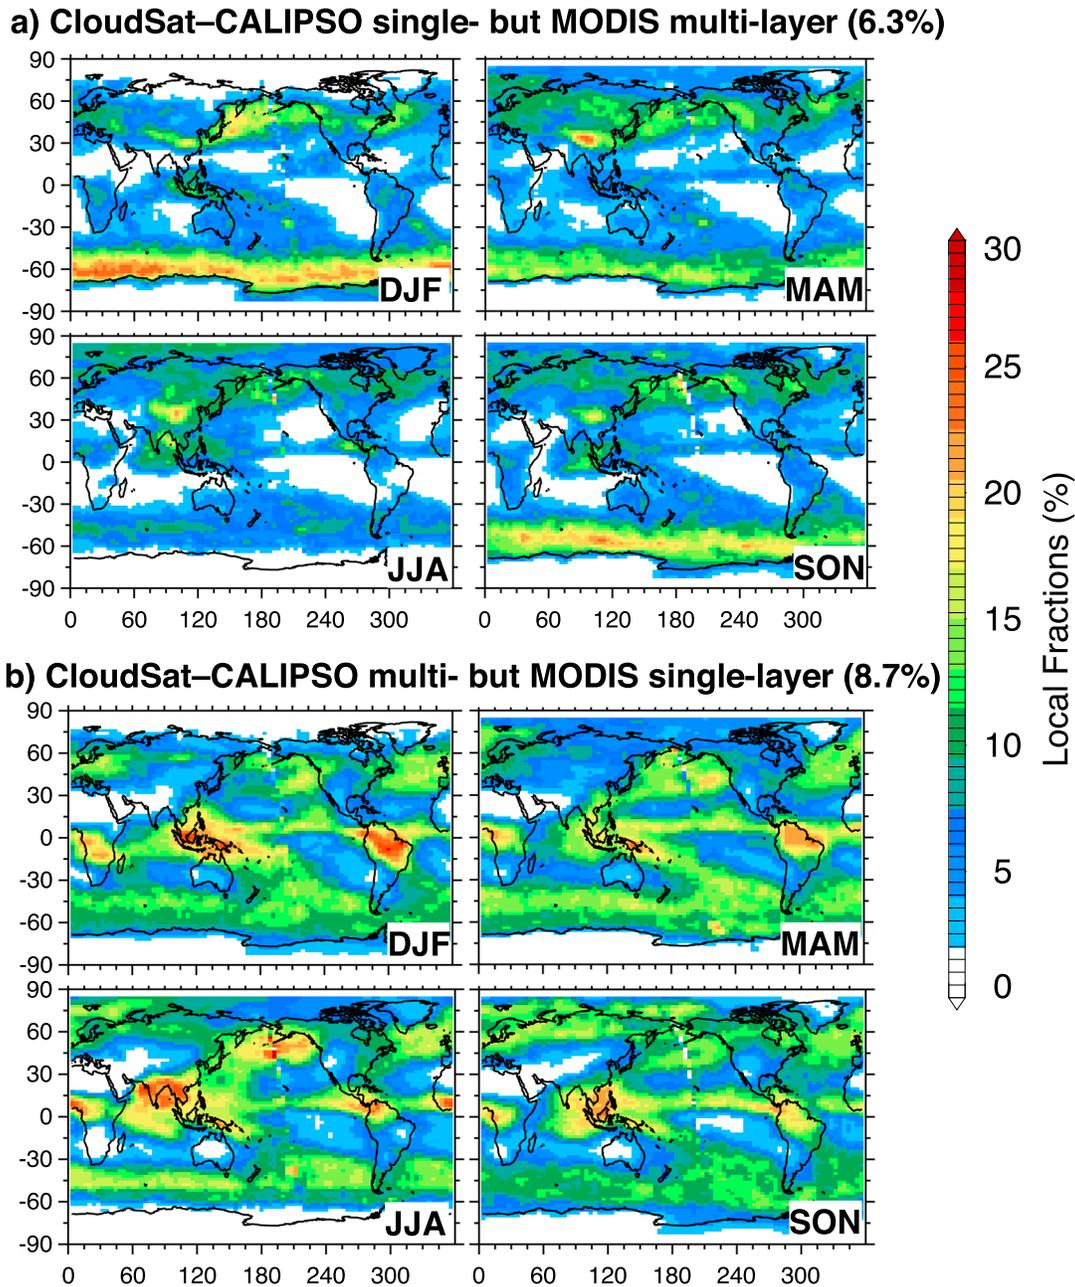 a) CloudSat–CALIPSO single- but MODIS multi-layer (6.3%)
90
60
30
0
-30
-60
-90
DJF
MAM
90
60
30
0
-30
-60
-90
JJA
SON
0 60 120 180 240 300
0 60 120 180 240 300
b) CloudSat–CALIPSO multi- but MODIS single-layer (8.7%)
90
60
30
0
-30
-60
-90
DJF
MAM
90
60
30
0
-30
-60
-90
JJA
SON
0 60 120 180 240 300
0 60 120 180 240 300
30
25
20
15
10
5
0
Local Fractions (%)